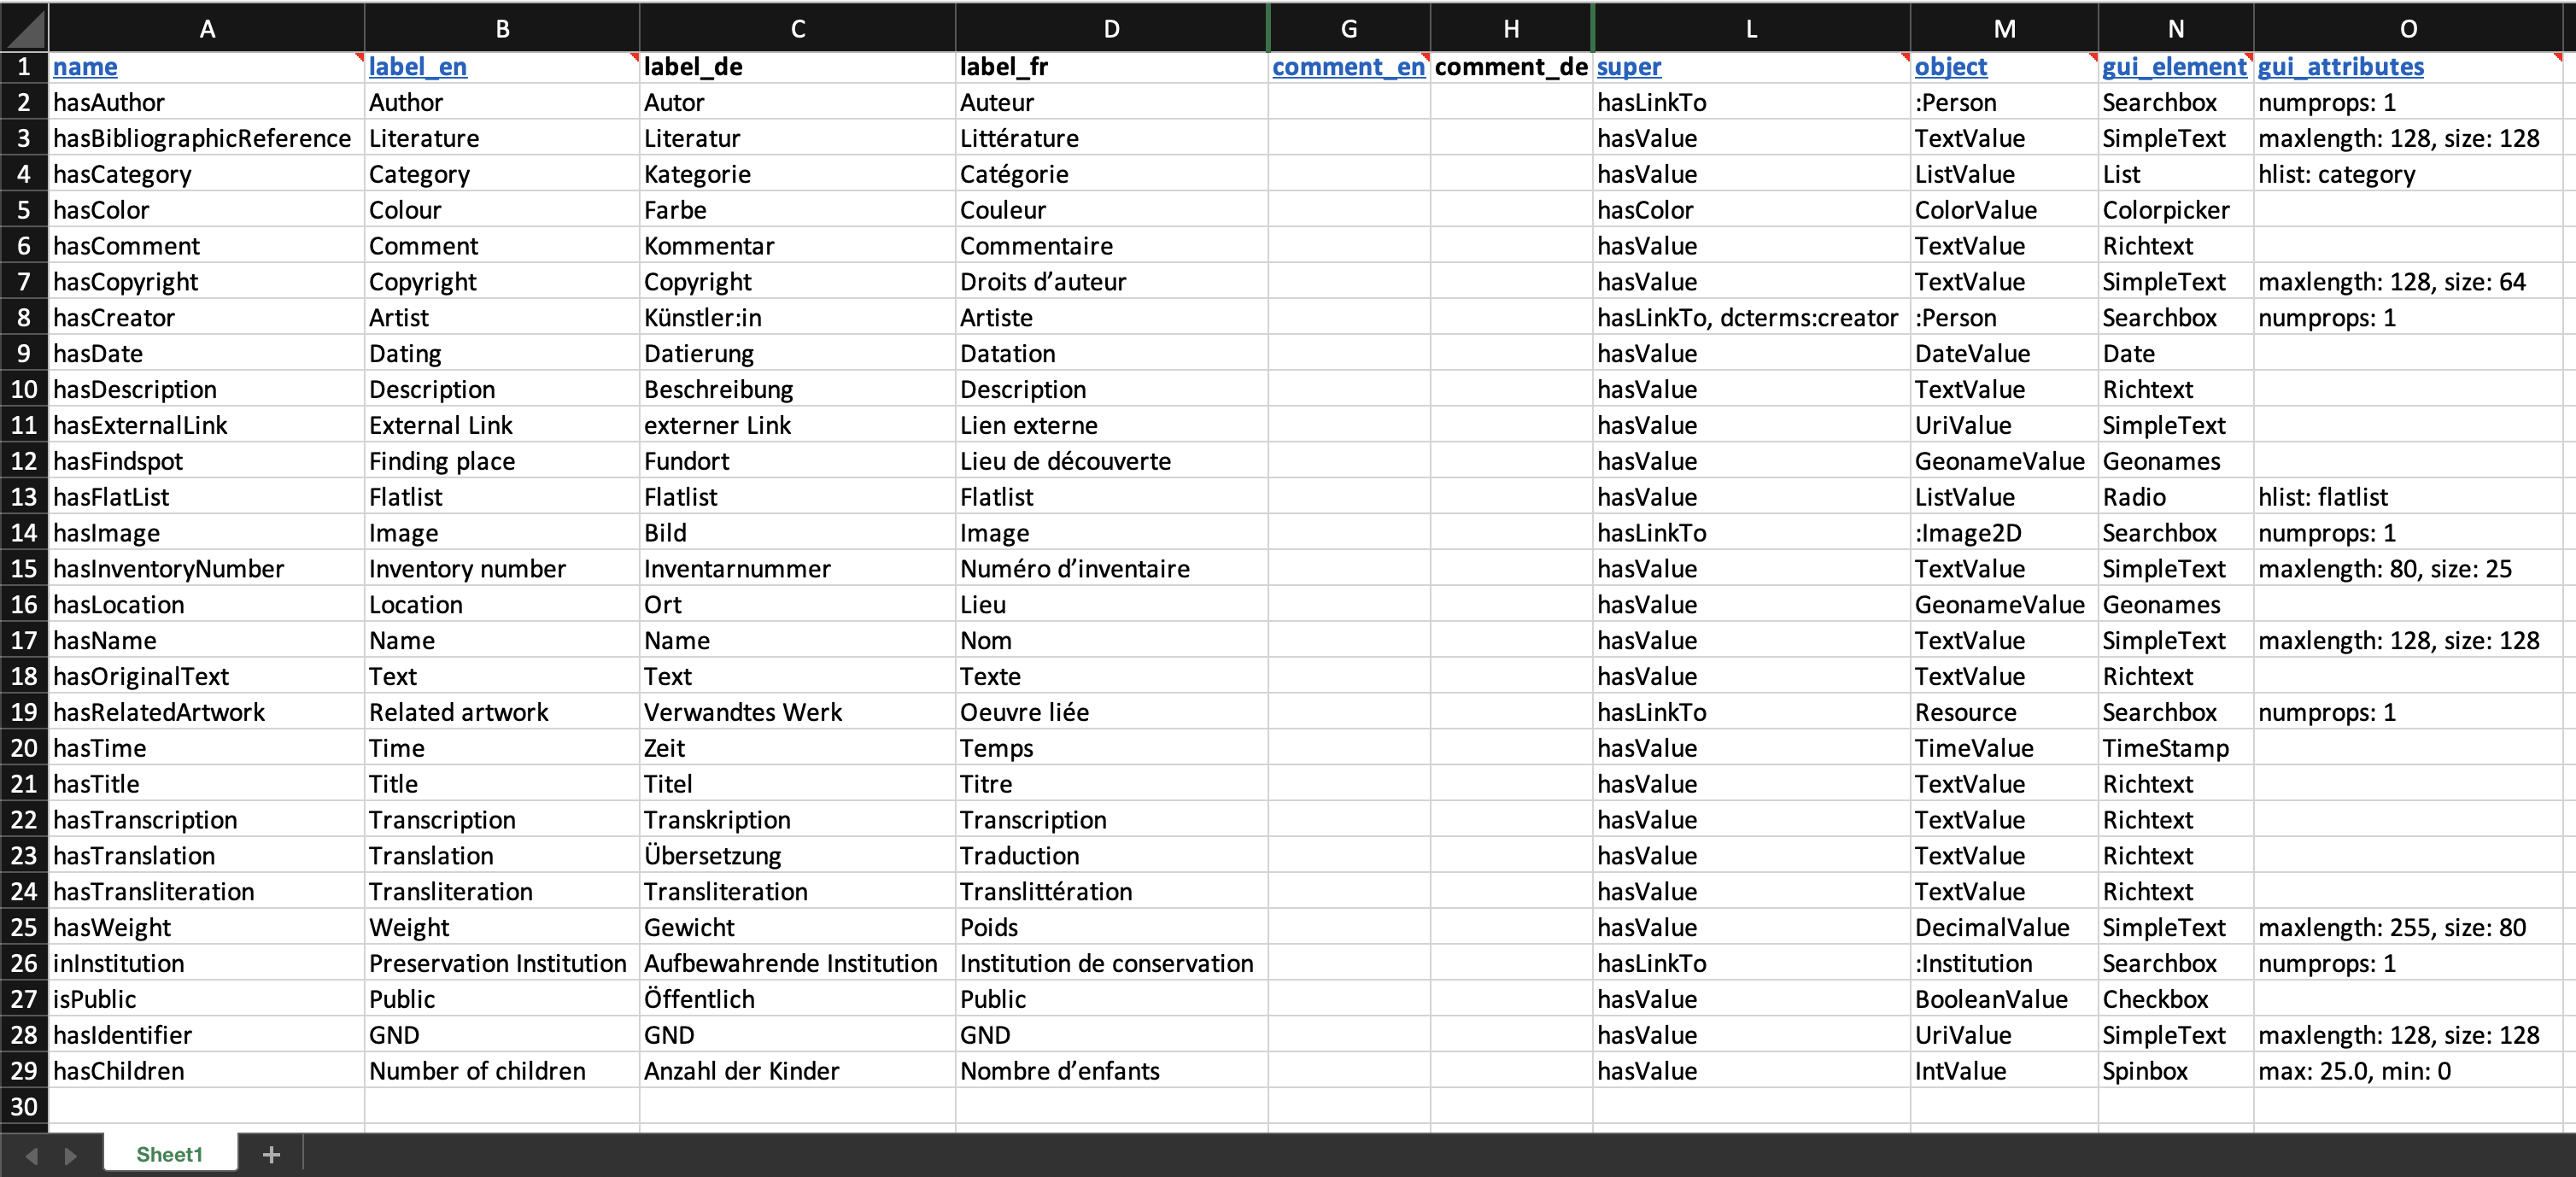 A B C D G H L M N O
1 name label_en label_de label_fr comment_en comment_de super object gui_element gui_attributes
2 hasAuthor Author Autor Auteur hasLinkTo :Person Searchbox numprops: 1
3 hasBibliographicReference Literature Literatur Littérature hasValue TextValue SimpleText maxlength: 128, size: 128
4 hasCategory Category Kategorie Catégorie hasValue ListValue List hlist: category
5 hasColor Colour Farbe Couleur hasColor ColorValue Colorpicker
6 hasComment Comment Kommentar Commentaire hasValue TextValue Richtext
7 hasCopyright Copyright Copyright Droits d’auteur hasValue TextValue SimpleText maxlength: 128, size: 64
8 hasCreator Artist Künstler:in Artiste hasLinkTo, dcterms:creator :Person Searchbox numprops: 1
9 hasDate Dating Datierung Datation hasValue DateValue Date
10 hasDescription Description Beschreibung Description hasValue TextValue Richtext
11 hasExternalLink External Link externer Link Lien externe hasValue UriValue SimpleText
12 hasFindspot Finding place Fundort Lieu de découverte hasValue GeonameValue Geonames
13 hasFlatList Flatlist Flatlist Flatlist hasValue ListValue Radio hlist: flatlist
14 hasImage Image Bild Image hasLinkTo :Image2D Searchbox numprops: 1
15 hasInventoryNumber Inventory number Inventarnummer Numéro d’inventaire hasValue TextValue SimpleText maxlength: 80, size: 25
16 hasLocation Location Ort Lieu hasValue GeonameValue Geonames
17 hasName Name Name Nom hasValue TextValue SimpleText maxlength: 128, size: 128
18 hasOriginalText Text Text Texte hasValue TextValue Richtext
19 hasRelatedArtwork Related artwork Verwandtes Werk Oeuvre liée hasLinkTo Resource Searchbox numprops: 1
20 hasTime Time Zeit Temps hasValue TimeValue TimeStamp
21 hasTitle Title Titel Titre hasValue TextValue Richtext
22 hasTranscription Transcription Transkription Transcription hasValue TextValue Richtext
23 hasTranslation Translation Übersetzung Traduction hasValue TextValue Richtext
24 hasTransliteration Transliteration Transliteration Translittération hasValue TextValue Richtext
25 hasWeight Weight Gewicht Poids hasValue DecimalValue SimpleText maxlength: 255, size: 80
26 inInstitution Preservation Institution Aufbewahrende Institution Institution de conservation hasLinkTo :Institution Searchbox numprops: 1
27 isPublic Public Öffentlich Public hasValue BooleanValue Checkbox
28 hasIdentifier GND GND GND hasValue UriValue SimpleText maxlength: 128, size: 128
29 hasChildren Number of children Anzahl der Kinder Nombre d’enfants hasValue IntValue Spinbox max: 25.0, min: 0
30
Sheet1 +